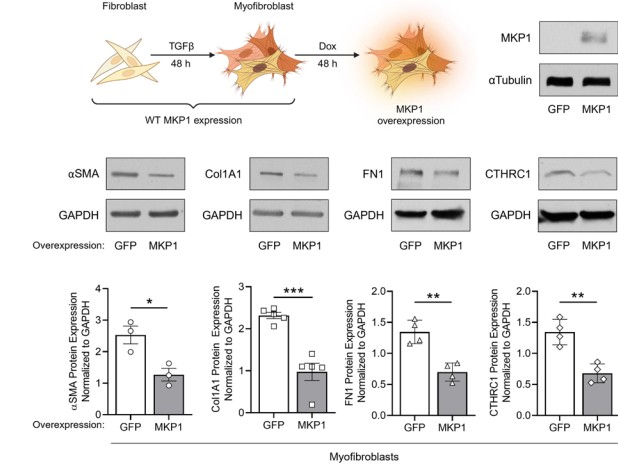 Fibroblast
Myofibroblast
TGFβ
48 h
Dox
48 h
WT MKP1 expression
MKP1
overexpression
MKP1
αTubulin
GFP MKP1
αSMA
Col1A1
FN1
CTHRC1
GAPDH
GAPDH
GAPDH
GAPDH
Overexpression: GFP MKP1
GFP MKP1
GFP MKP1
GFP MKP1
αSMA Protein Expression
Normalized to GAPDH
4
3
2
1
0
*
Col1A1 Protein Expression
Normalized to GAPDH
3
2
1
0
***
FN1 Protein Expression
Normalized to GAPDH
2.0
1.5
1.0
0.5
0.0
**
CTHRC1 Protein Expression
Normalized to GAPDH
2.0
1.5
1.0
0.5
0.0
**
Overexpression: GFP MKP1
GFP MKP1
GFP MKP1
GFP MKP1
Myofibroblasts